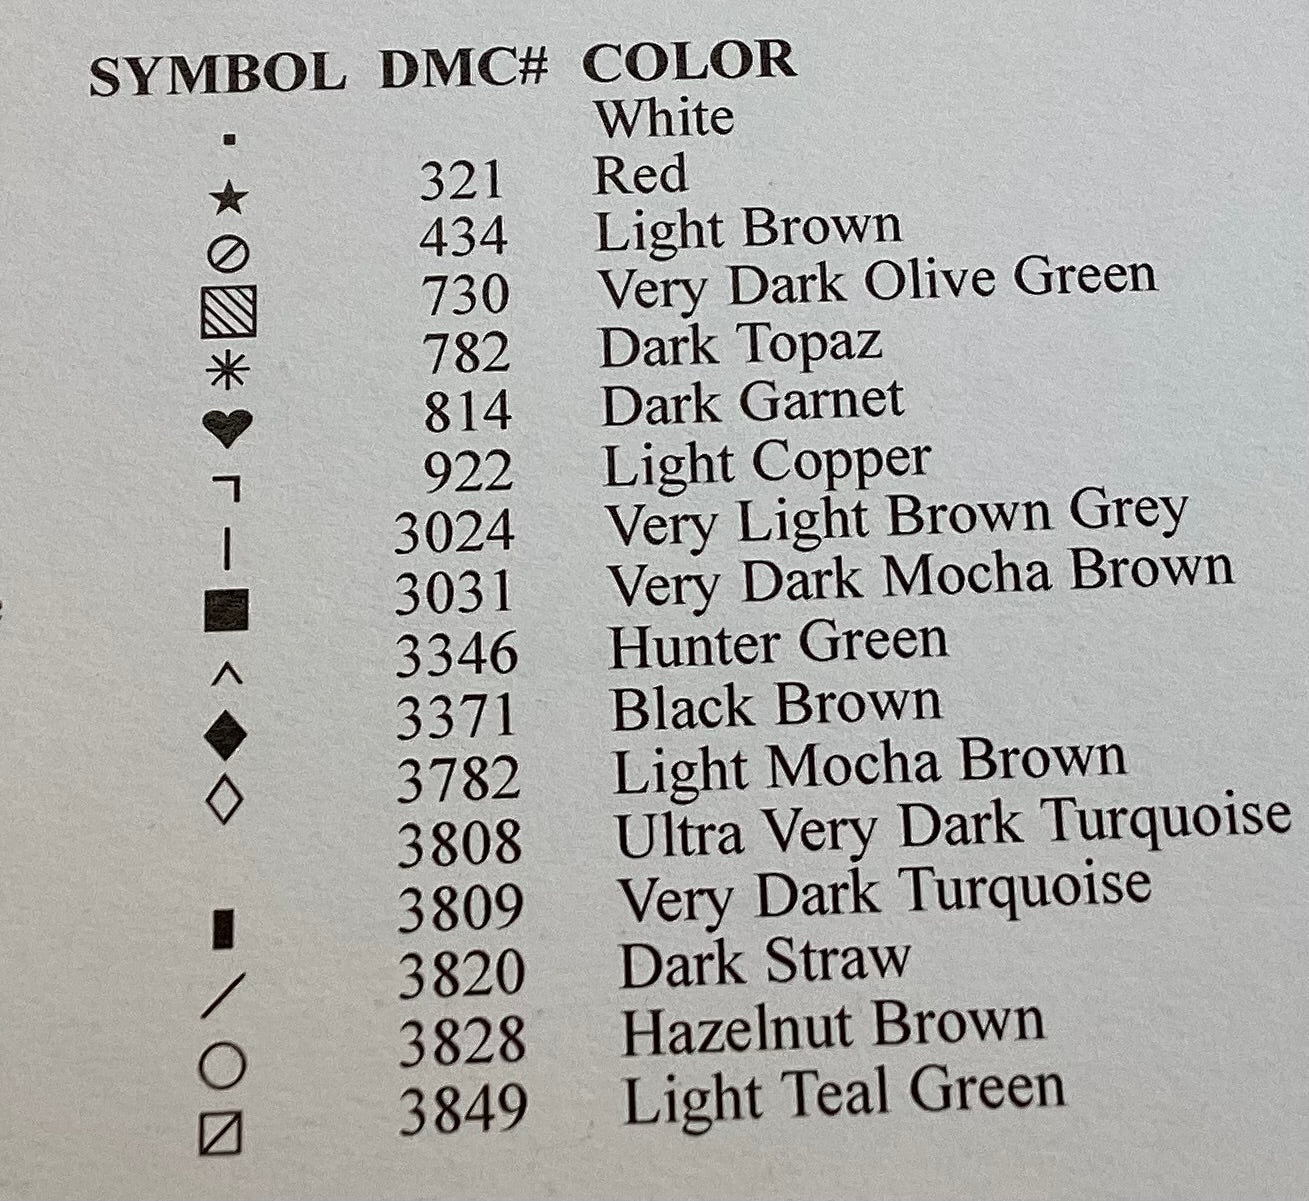 SYMBOL DMC# COLOR
▪ White
★ 321 Red
⊘ 434 Light Brown
▧ 730 Very Dark Olive Green
✳ 782 Dark Topaz
♥ 814 Dark Garnet
¬ 922 Light Copper
| 3024 Very Light Brown Grey
■ 3031 Very Dark Mocha Brown
^ 3346 Hunter Green
◆ 3371 Black Brown
◇ 3782 Light Mocha Brown
3808 Ultra Very Dark Turquoise
▮ 3809 Very Dark Turquoise
/ 3820 Dark Straw
○ 3828 Hazelnut Brown
⧄ 3849 Light Teal Green